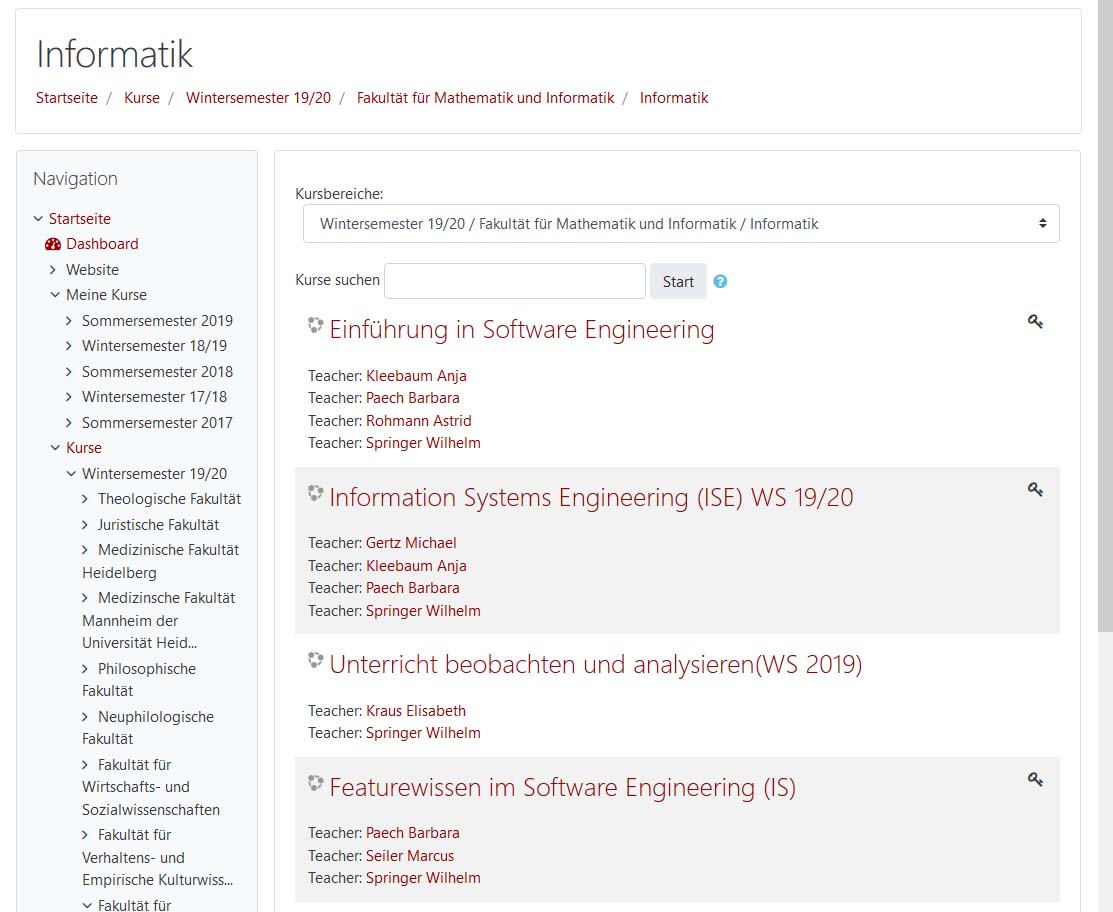 Informatik
Startseite / Kurse / Wintersemester 19/20 / Fakultät für Mathematik und Informatik / Informatik
Navigation
Startseite
Dashboard
Website
Meine Kurse
Sommersemester 2019
Wintersemester 18/19
Sommersemester 2018
Wintersemester 17/18
Sommersemester 2017
Kurse
Wintersemester 19/20
Theologische Fakultät
Juristische Fakultät
Medizinische Fakultät
Heidelberg
Medizinsche Fakultät
Mannheim der
Universität Heid...
Philosophische
Fakultät
Neuphilologische
Fakultät
Fakultät für
Wirtschafts- und
Sozialwissenschaften
Fakultät für
Verhaltens- und
Empirische Kulturwiss...
Fakultät für
Kursbereiche:
Wintersemester 19/20 / Fakultät für Mathematik und Informatik / Informatik
Kurse suchen Start ?
Einführung in Software Engineering
Teacher: Kleebaum Anja
Teacher: Paech Barbara
Teacher: Rohmann Astrid
Teacher: Springer Wilhelm
Information Systems Engineering (ISE) WS 19/20
Teacher: Gertz Michael
Teacher: Kleebaum Anja
Teacher: Paech Barbara
Teacher: Springer Wilhelm
Unterricht beobachten und analysieren(WS 2019)
Teacher: Kraus Elisabeth
Teacher: Springer Wilhelm
Featurewissen im Software Engineering (IS)
Teacher: Paech Barbara
Teacher: Seiler Marcus
Teacher: Springer Wilhelm